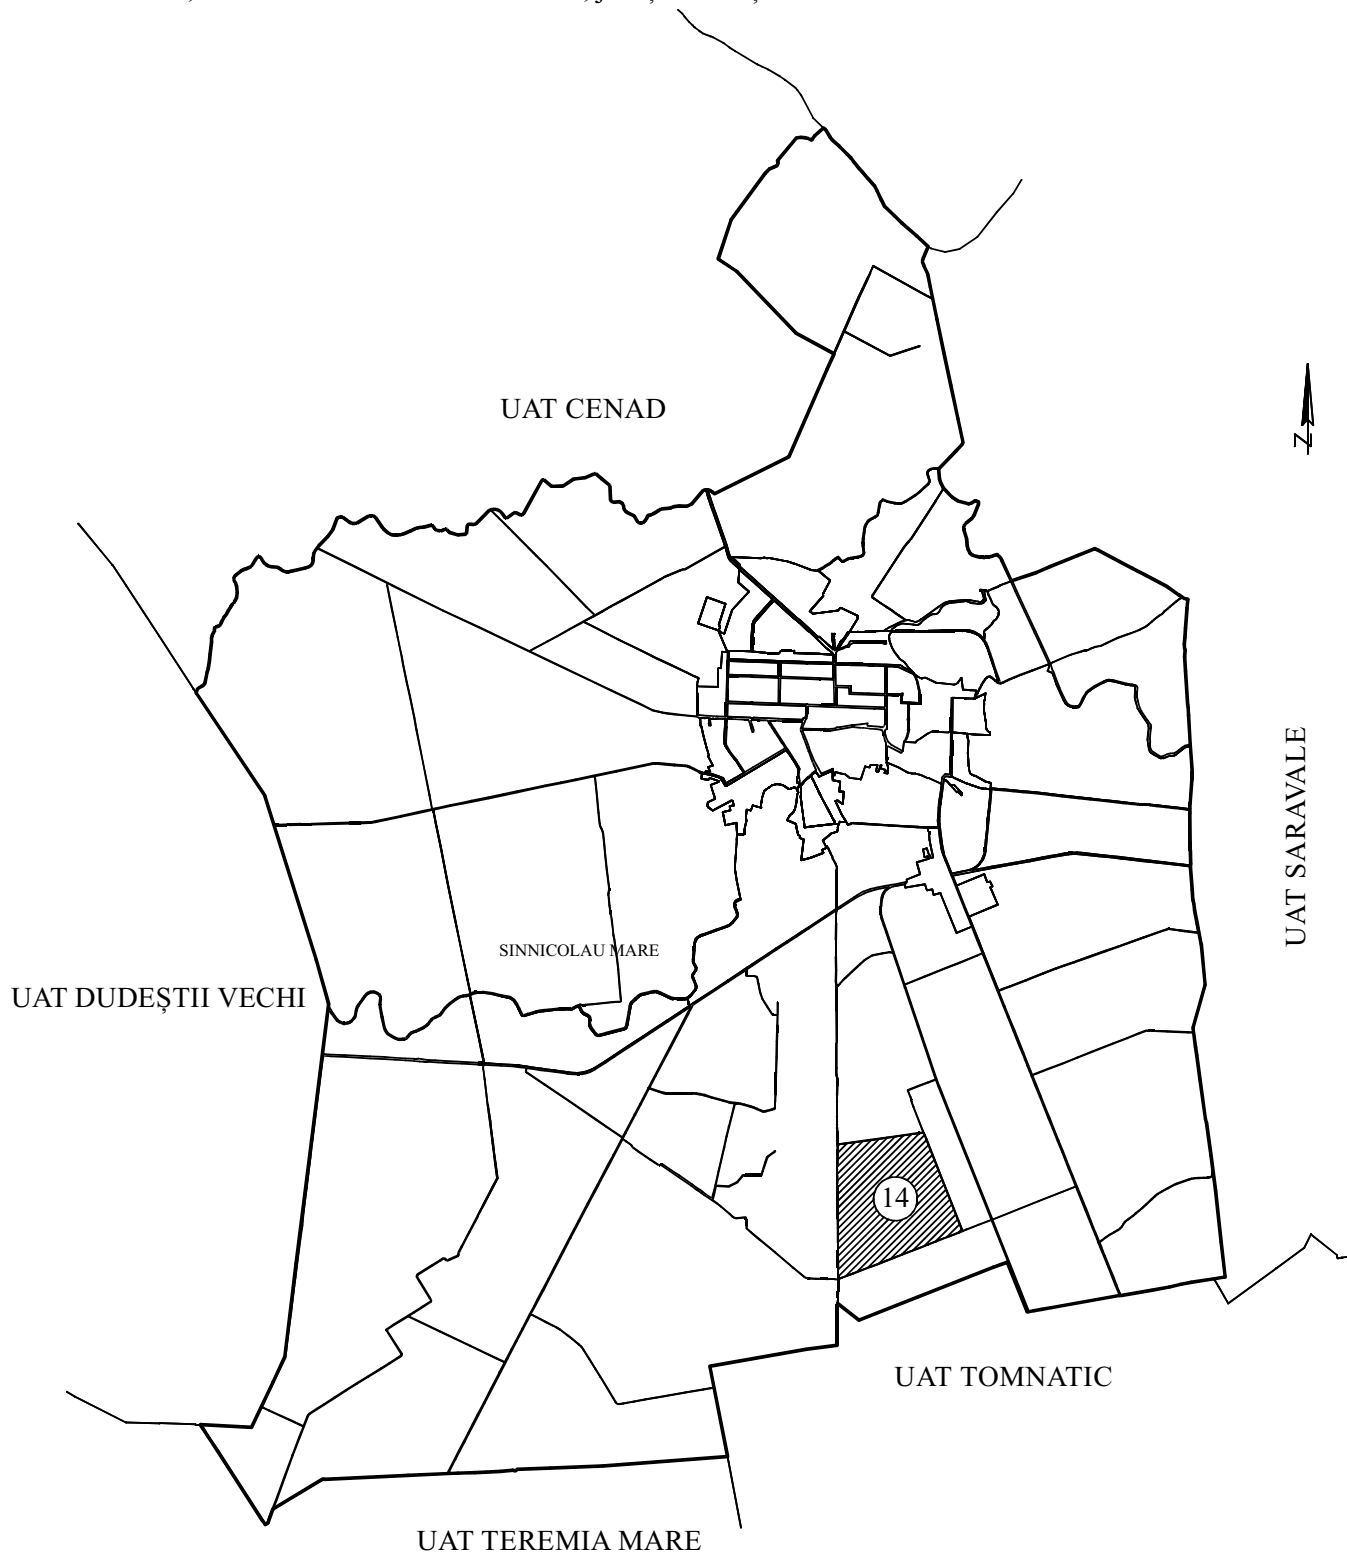 UAT CENAD
N
UAT SARAVALE
SINNICOLAU MARE
UAT DUDEȘTII VECHI
14
UAT TOMNATIC
UAT TEREMIA MARE